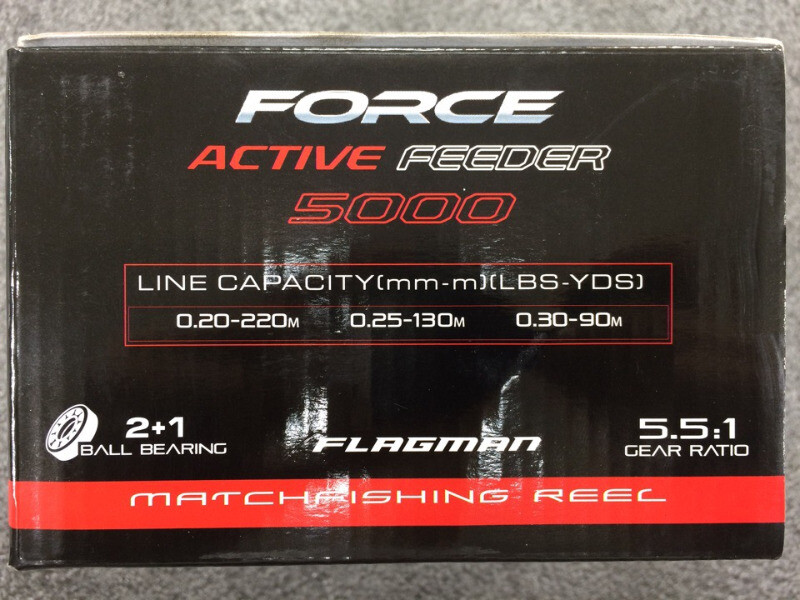 FORCE
ACTIVE FEEDER
5000
LINE CAPACITY(mm-m)(LBS-YDS)
0.20-220M 0.25-130M 0.30-90M
2+1
BALL BEARING
FLAGMAN
5.5:1
GEAR RATIO
MATCHFISHING REEL